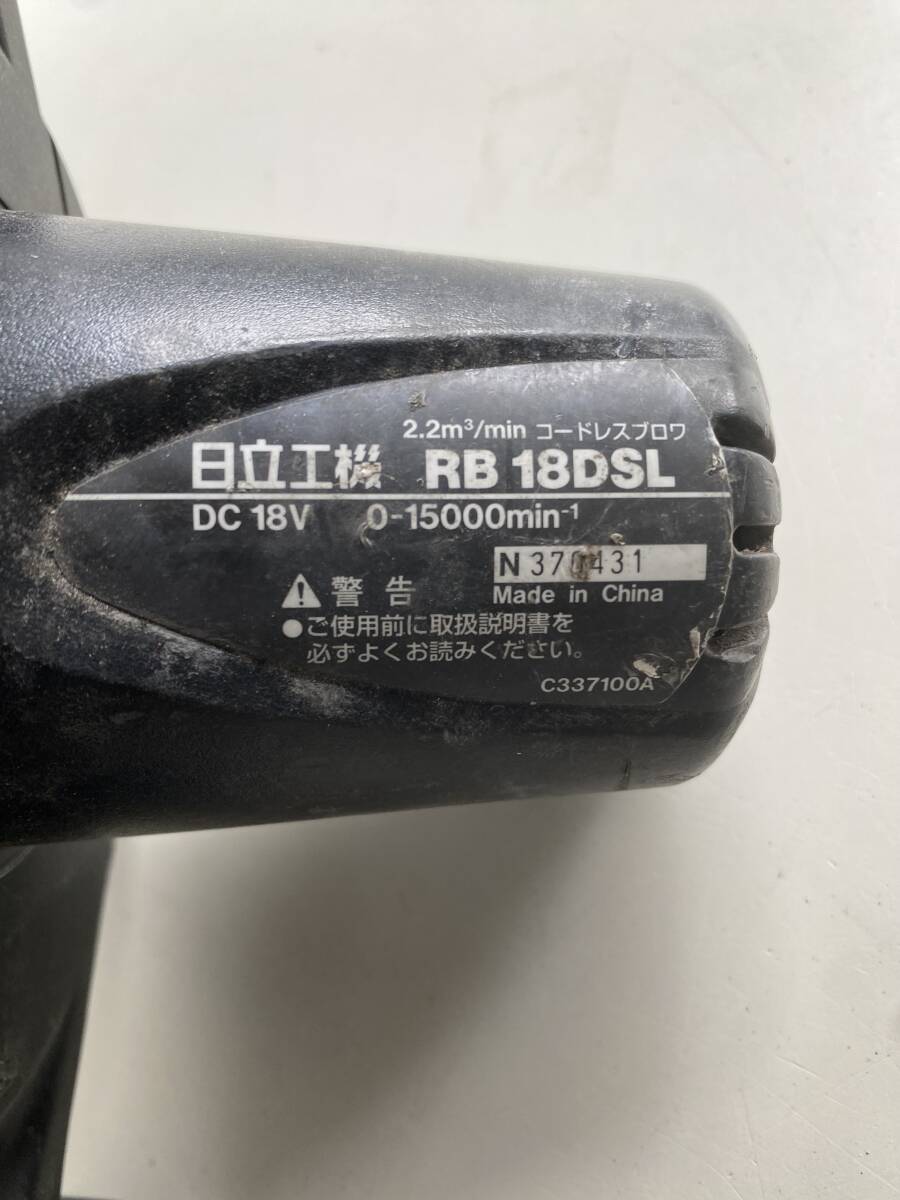 2.2m³/min コードレスブロワ
日立工機 RB 18DSL
DC 18V 0-15000min⁻¹
N 370431
Made in China
⚠ 警告
●ご使用前に取扱説明書を
必ずよくお読みください。
C337100A